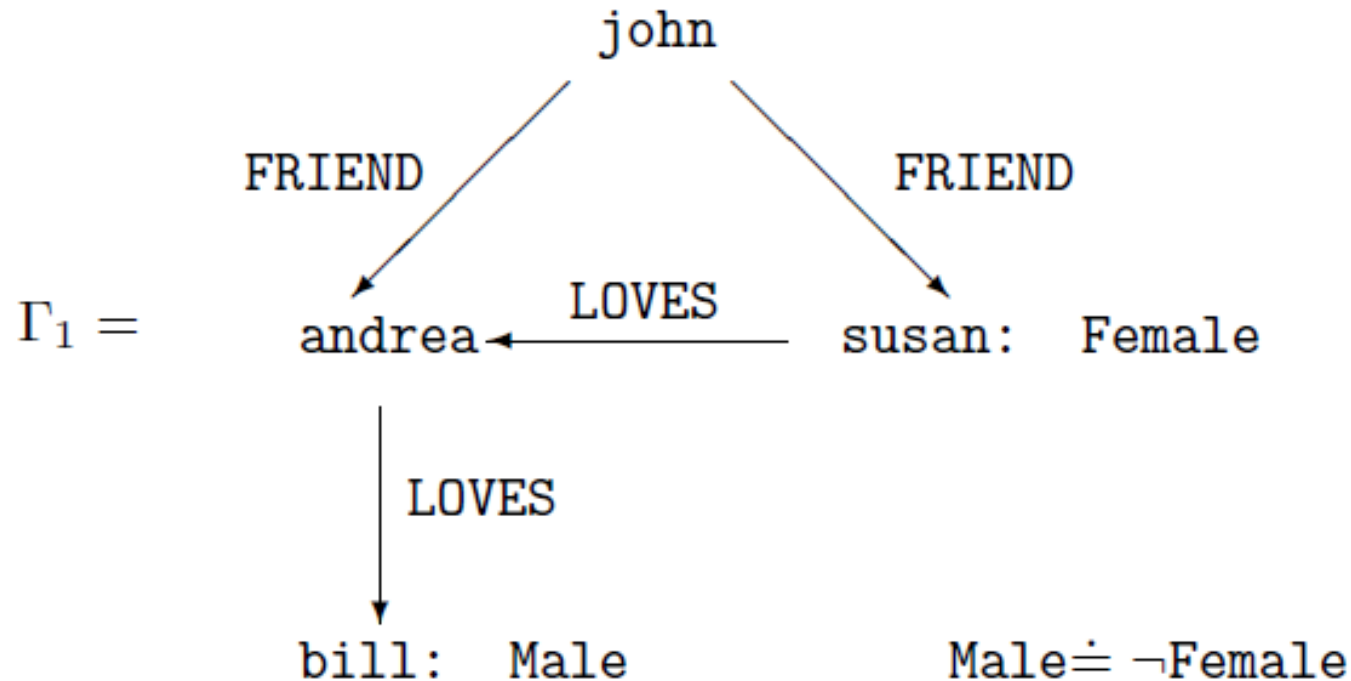 john
FRIEND FRIEND
LOVES
Γ₁ = andrea susan: Female
LOVES
bill: Male Male≐ ¬Female